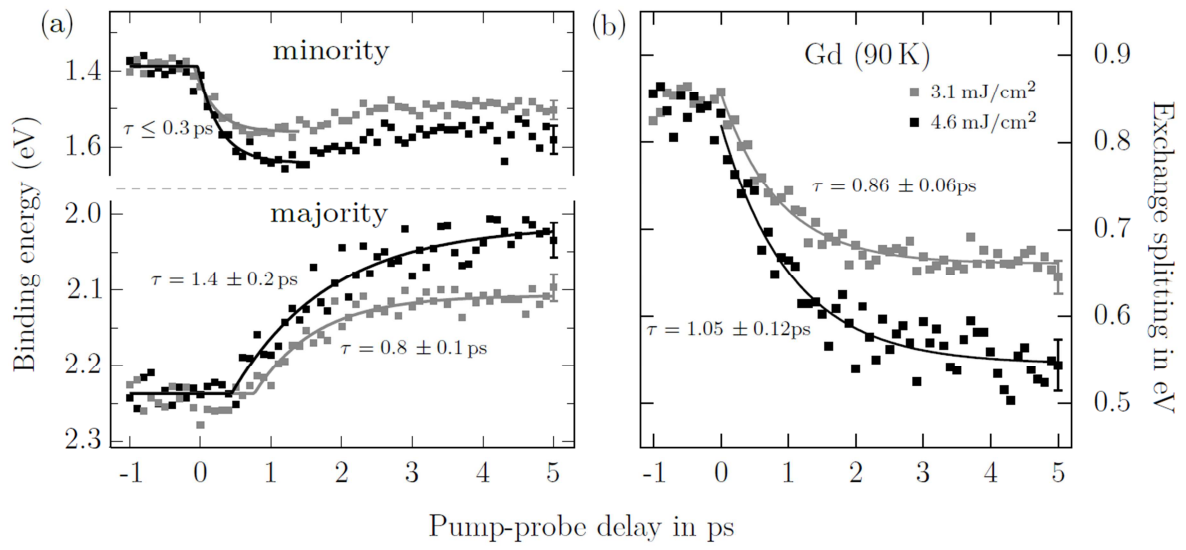 (a)
minority
1.4
1.6
τ ≤ 0.3 ps
majority
2.0
2.1
2.2
2.3
τ = 1.4 ± 0.2 ps
τ = 0.8 ± 0.1 ps
Binding energy (eV)
-1 0 1 2 3 4 5
(b)
Gd (90 K)
3.1 mJ/cm²
4.6 mJ/cm²
τ = 0.86 ± 0.06ps
τ = 1.05 ± 0.12ps
0.9
0.8
0.7
0.6
0.5
Exchange splitting in eV
-1 0 1 2 3 4 5
Pump-probe delay in ps